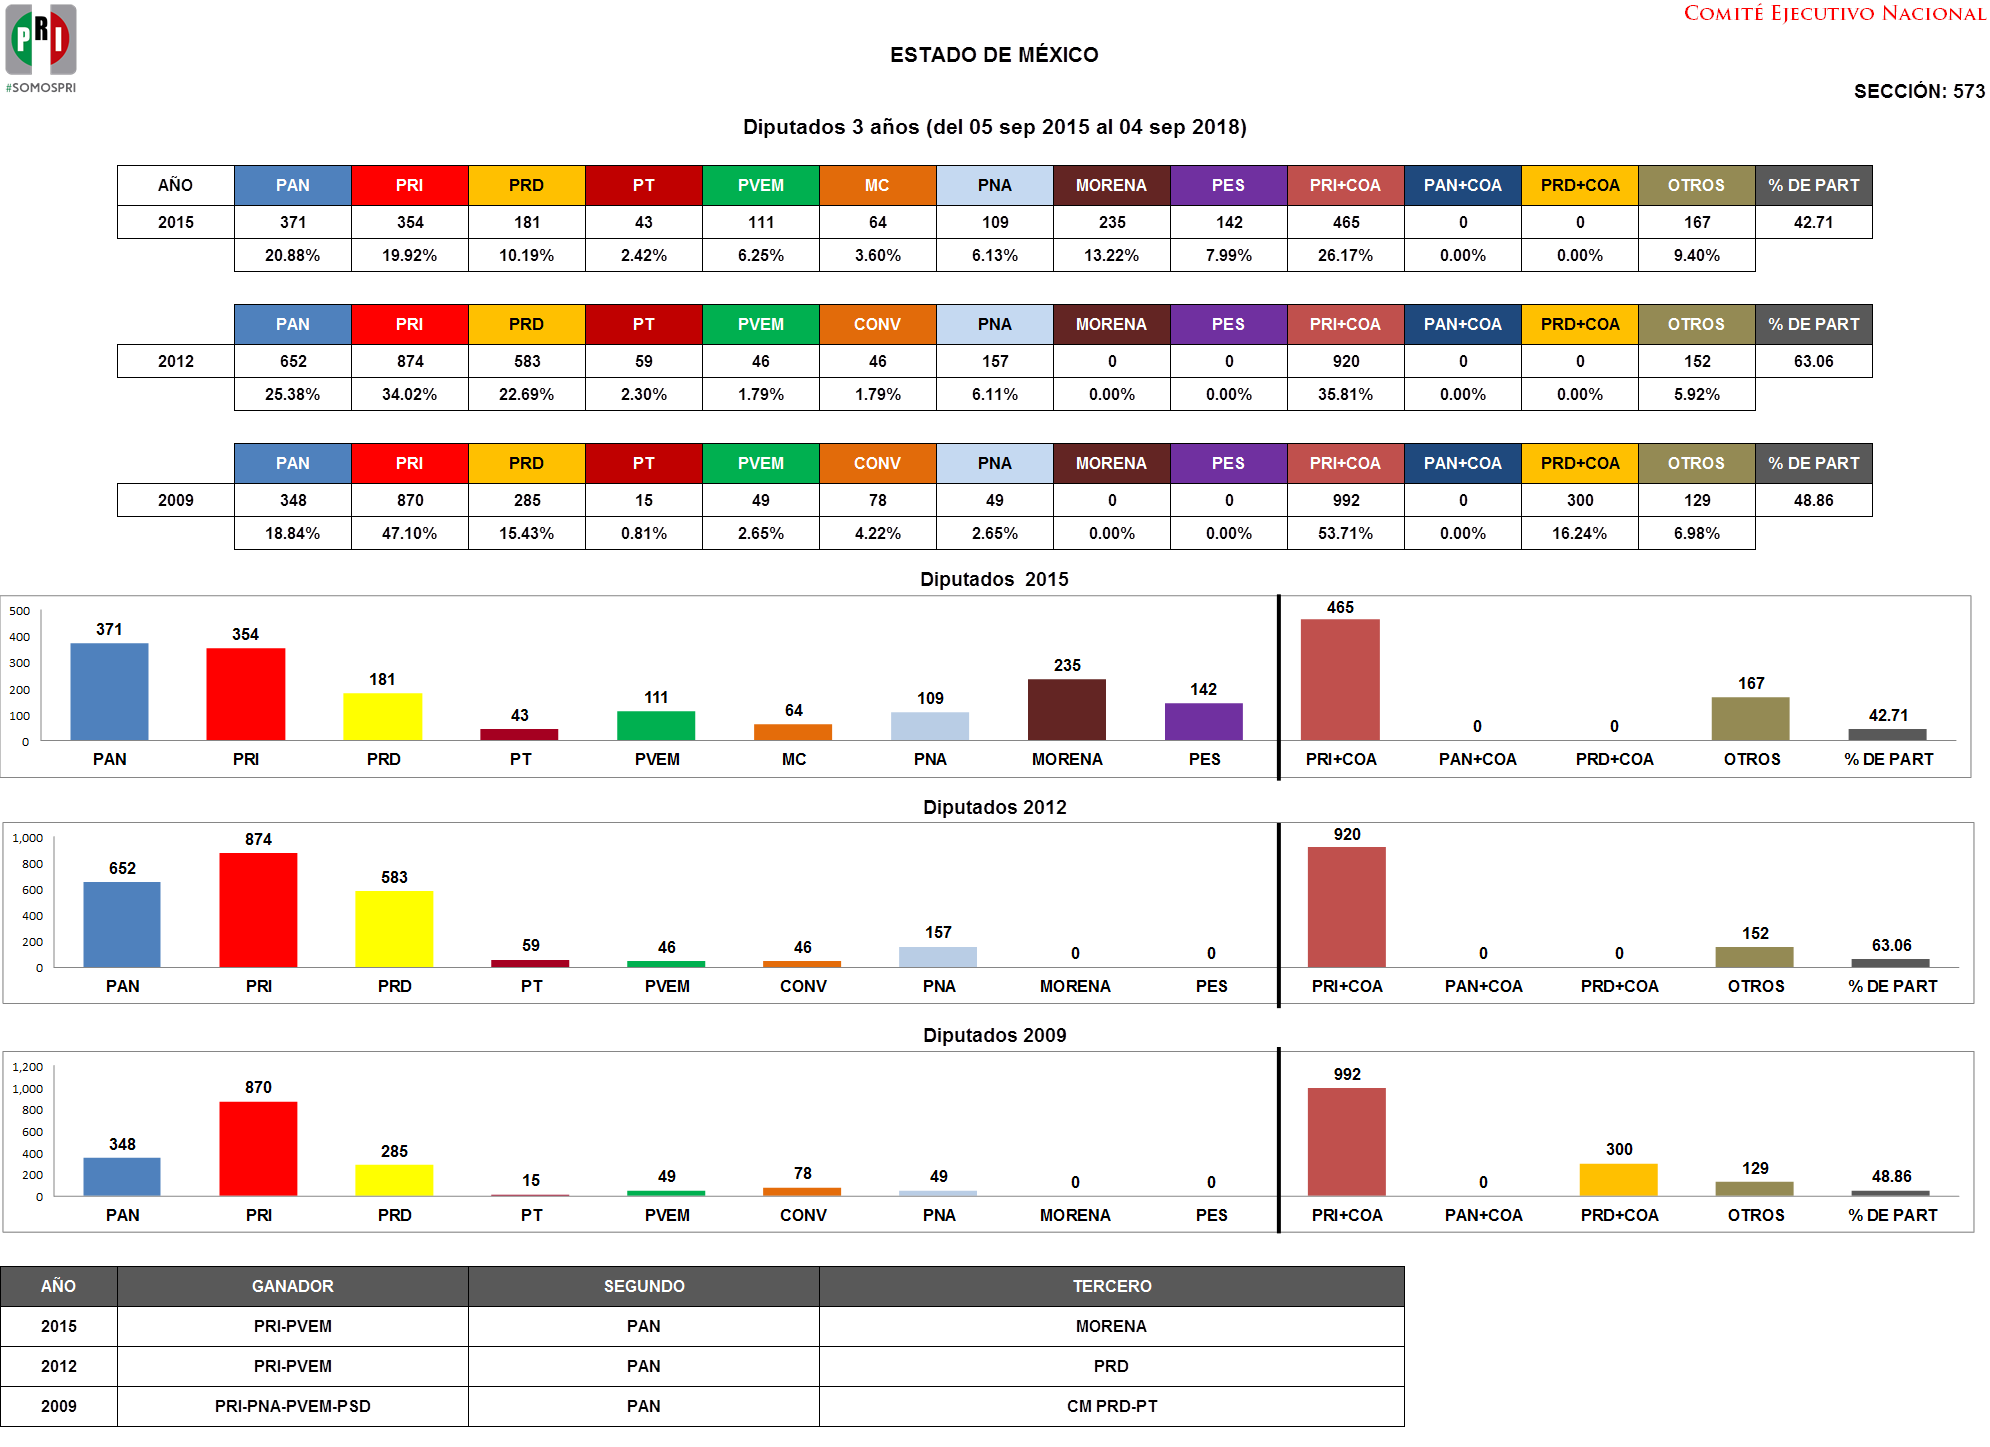 PRI
#SOMOSPRI
COMITÉ EJECUTIVO NACIONAL
ESTADO DE MÉXICO
SECCIÓN: 573
Diputados 3 años (del 05 sep 2015 al 04 sep 2018)
AÑO PAN PRI PRD PT PVEM MC PNA MORENA PES PRI+COA PAN+COA PRD+COA OTROS % DE PART
2015 371 354 181 43 111 64 109 235 142 465 0 0 167 42.71
20.88% 19.92% 10.19% 2.42% 6.25% 3.60% 6.13% 13.22% 7.99% 26.17% 0.00% 0.00% 9.40%
PAN PRI PRD PT PVEM CONV PNA MORENA PES PRI+COA PAN+COA PRD+COA OTROS % DE PART
2012 652 874 583 59 46 46 157 0 0 920 0 0 152 63.06
25.38% 34.02% 22.69% 2.30% 1.79% 1.79% 6.11% 0.00% 0.00% 35.81% 0.00% 0.00% 5.92%
PAN PRI PRD PT PVEM CONV PNA MORENA PES PRI+COA PAN+COA PRD+COA OTROS % DE PART
2009 348 870 285 15 49 78 49 0 0 992 0 300 129 48.86
18.84% 47.10% 15.43% 0.81% 2.65% 4.22% 2.65% 0.00% 0.00% 53.71% 0.00% 16.24% 6.98%
Diputados 2015
500
400
300
200
100
0
371 354 181 43 111 64 109 235 142 465 0 0 167 42.71
PAN PRI PRD PT PVEM MC PNA MORENA PES PRI+COA PAN+COA PRD+COA OTROS % DE PART
Diputados 2012
1,000
800
600
400
200
0
652 874 583 59 46 46 157 0 0 920 0 0 152 63.06
PAN PRI PRD PT PVEM CONV PNA MORENA PES PRI+COA PAN+COA PRD+COA OTROS % DE PART
Diputados 2009
1,200
1,000
800
600
400
200
0
348 870 285 15 49 78 49 0 0 992 0 300 129 48.86
PAN PRI PRD PT PVEM CONV PNA MORENA PES PRI+COA PAN+COA PRD+COA OTROS % DE PART
AÑO GANADOR SEGUNDO TERCERO
2015 PRI-PVEM PAN MORENA
2012 PRI-PVEM PAN PRD
2009 PRI-PNA-PVEM-PSD PAN CM PRD-PT